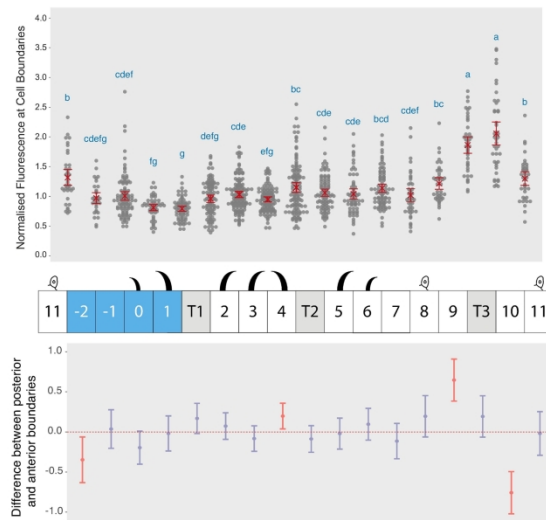 Normalised Fluorescence at Cell Boundaries
4.0
3.5
3.0
2.5
2.0
1.5
1.0
0.5
0.0
b
cdefg
cdef
fg
g
defg
cde
efg
bc
cde
cde
bcd
cde
bc
a
a
b
11 -2 -1 0 1 T1 2 3 4 T2 5 6 7 8 9 T3 10 11
Difference between posterior
and anterior boundaries
1.0
0.5
0.0
-0.5
-1.0